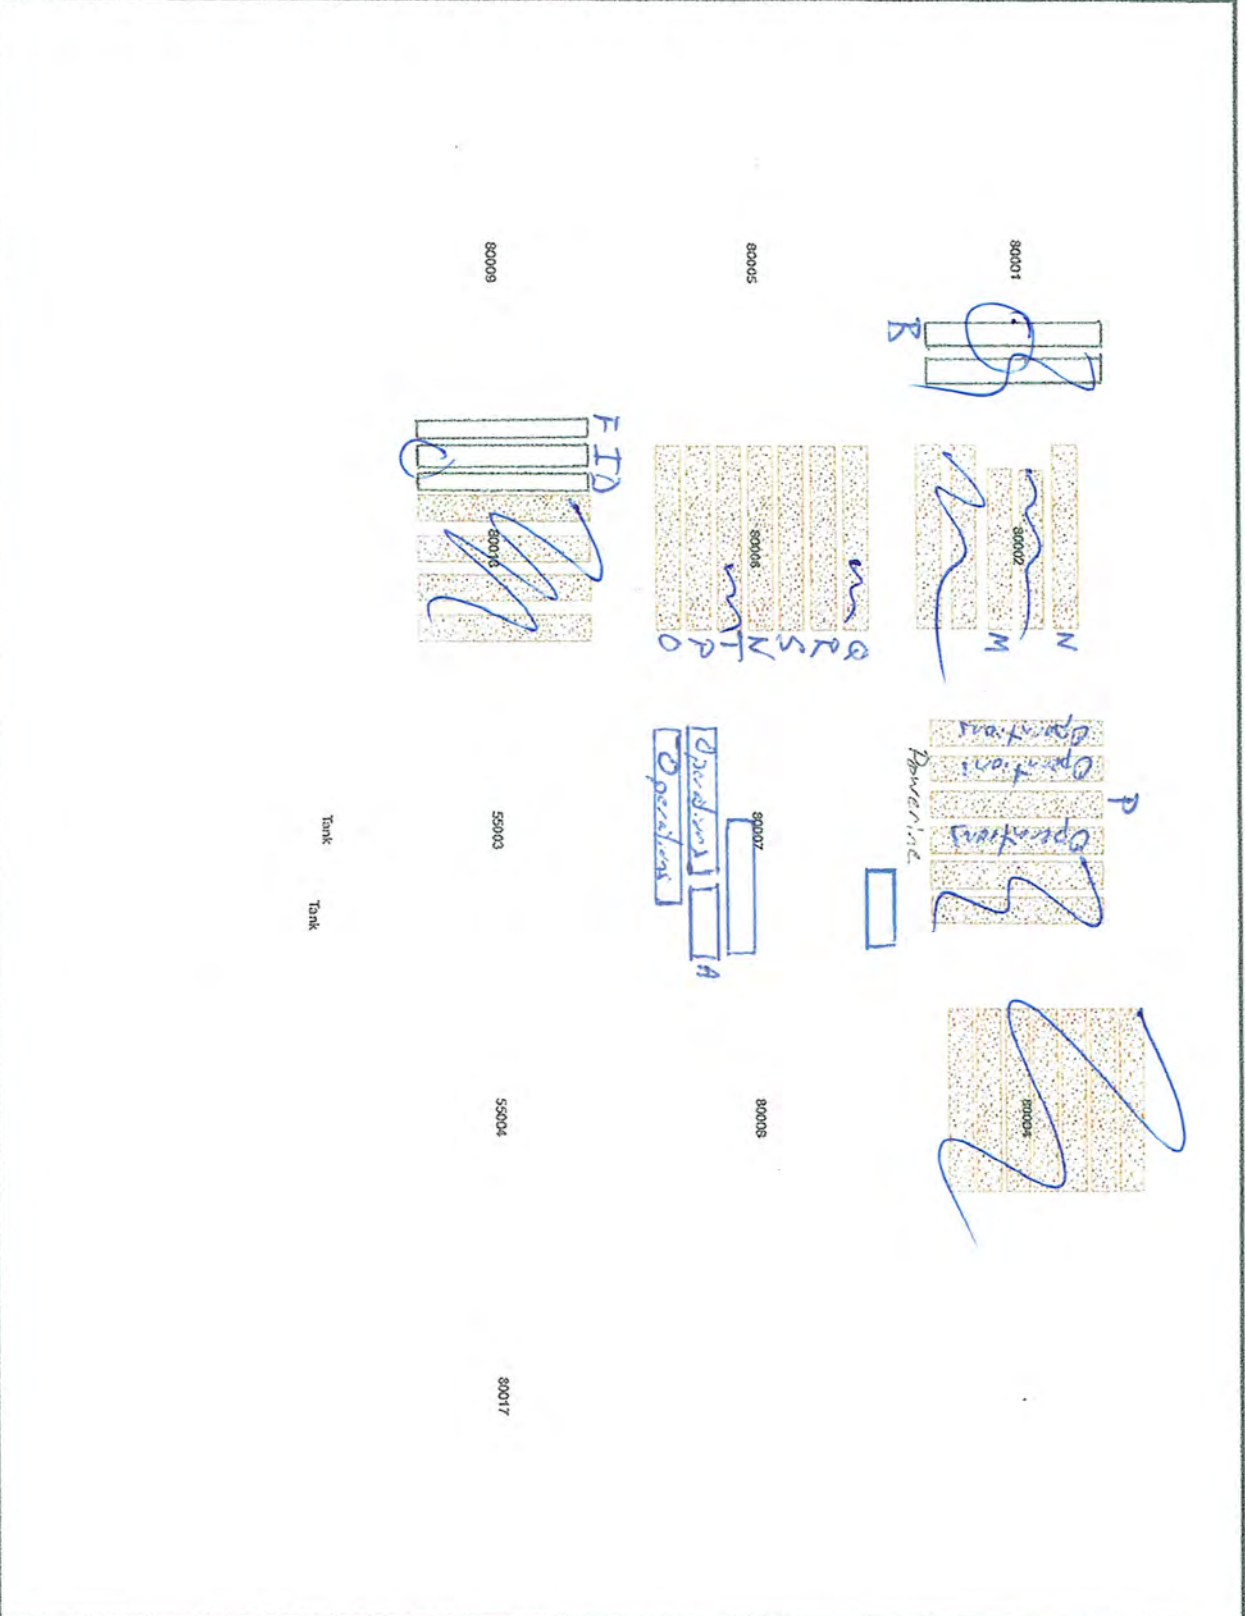 P
N
80001
80002
80004
M
Operations
Operations
Operations
B
Powerine
Q
R
S
N
T
P
O
80005
80006
80007
80008
Operations
A
Operations
F
I
D
80009
80010
55003
55004
80017
Tank
Tank